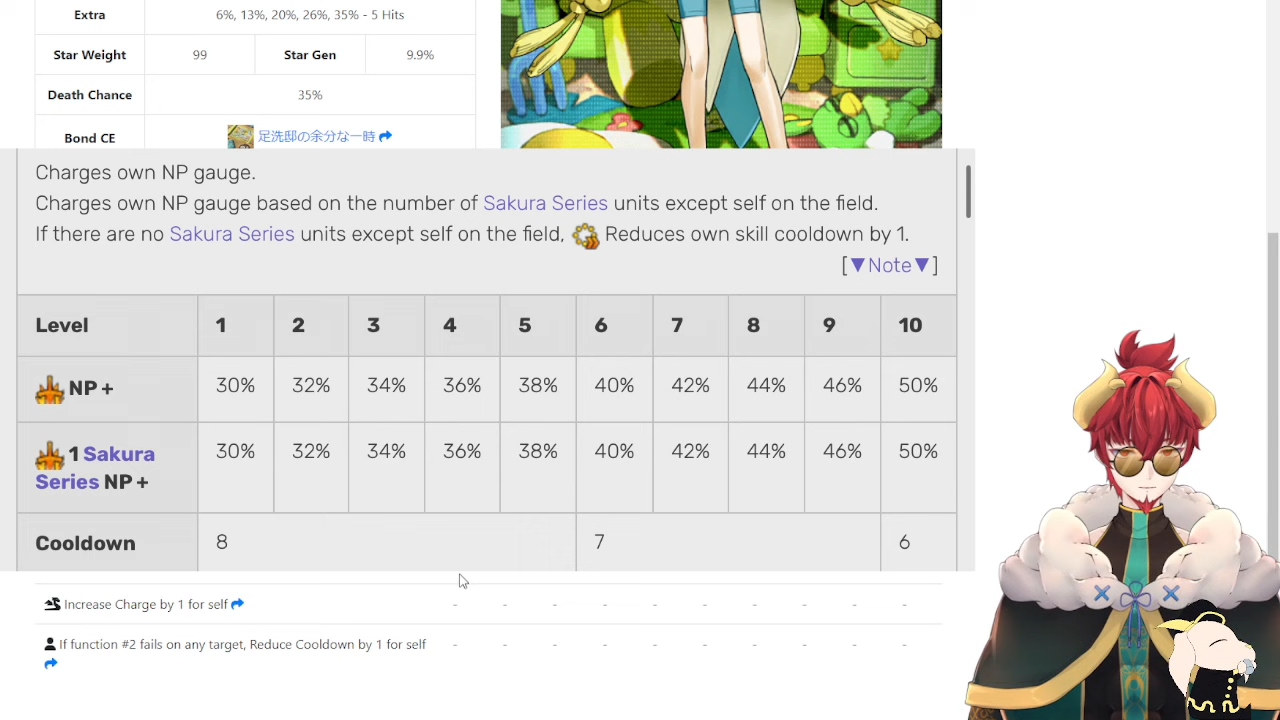 Extra 6%, 13%, 20%, 26%, 35% - 5 Hits
Star Weight 99 Star Gen 9.9%
Death Ch 35%
Bond CE 足洗邸の余分な一時
Charges own NP gauge.
Charges own NP gauge based on the number of Sakura Series units except self on the field.
If there are no Sakura Series units except self on the field, Reduces own skill cooldown by 1.
[▼Note▼]
Level 1 2 3 4 5 6 7 8 9 10
NP + 30% 32% 34% 36% 38% 40% 42% 44% 46% 50%
1 Sakura Series NP + 30% 32% 34% 36% 38% 40% 42% 44% 46% 50%
Cooldown 8 7 6
Increase Charge by 1 for self - - - - - - - - - -
If function #2 fails on any target, Reduce Cooldown by 1 for self - - - - - - - - - -